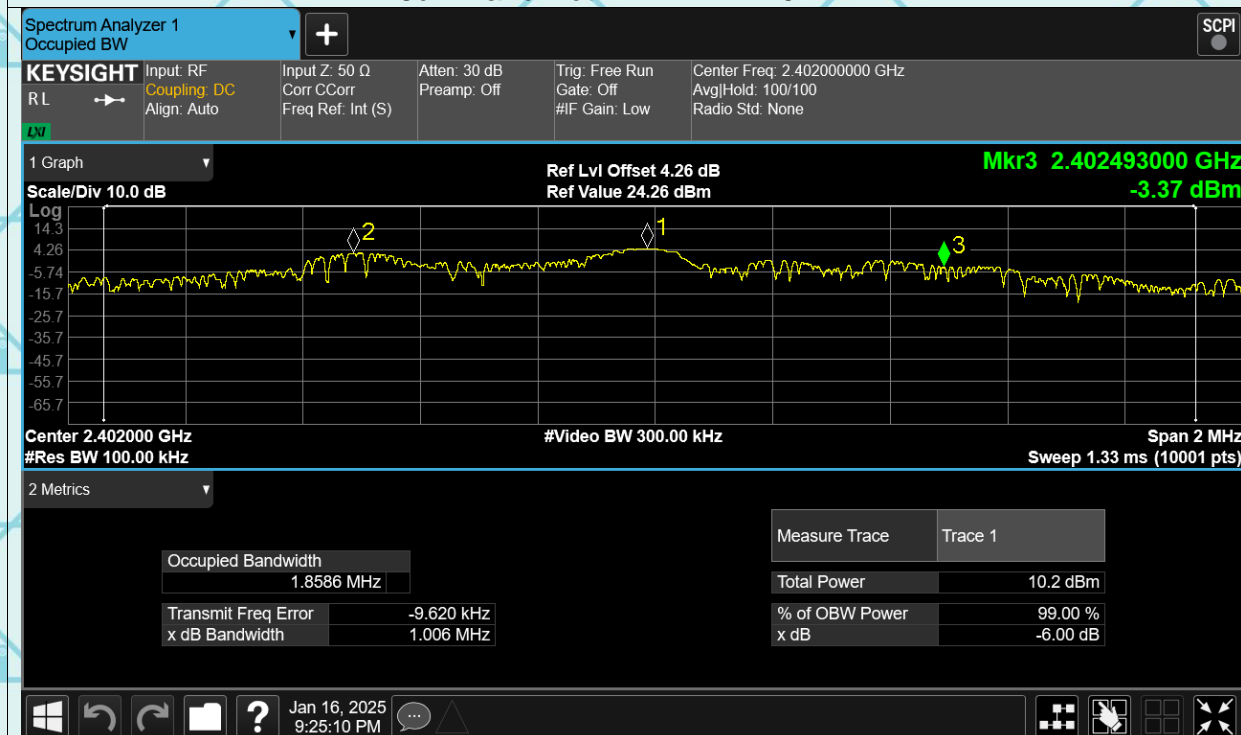 Spectrum Analyzer 1
Occupied BW
+
SCPI
KEYSIGHT
R L
LXI
Input: RF
Coupling: DC
Align: Auto
Input Z: 50 Ω
Corr CCorr
Freq Ref: Int (S)
Atten: 30 dB
Preamp: Off
Trig: Free Run
Gate: Off
#IF Gain: Low
Center Freq: 2.402000000 GHz
Avg|Hold: 100/100
Radio Std: None
1 Graph
Scale/Div 10.0 dB
Ref Lvl Offset 4.26 dB
Ref Value 24.26 dBm
Mkr3 2.402493000 GHz
-3.37 dBm
Log
14.3
4.26
-5.74
-15.7
-25.7
-35.7
-45.7
-55.7
-65.7
2
1
3
Center 2.402000 GHz
#Res BW 100.00 kHz
#Video BW 300.00 kHz
Span 2 MHz
Sweep 1.33 ms (10001 pts)
2 Metrics
Occupied Bandwidth
1.8586 MHz
Transmit Freq Error -9.620 kHz
x dB Bandwidth 1.006 MHz
Measure Trace Trace 1
Total Power 10.2 dBm
% of OBW Power 99.00 %
x dB -6.00 dB
?
Jan 16, 2025
9:25:10 PM